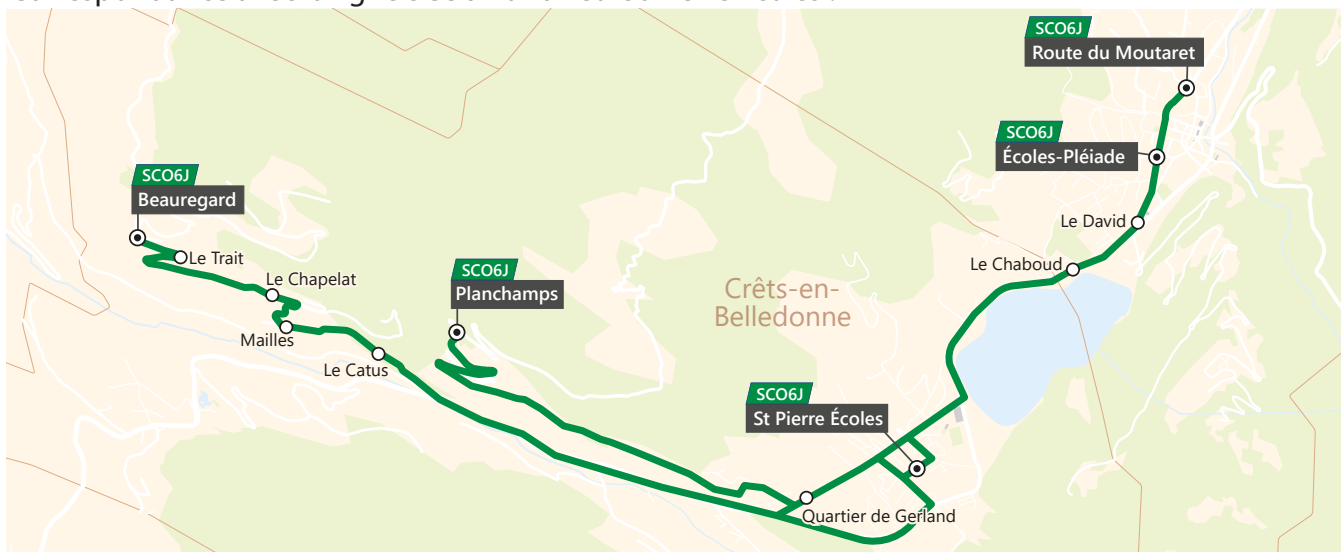 SCO6J
Route du Moutaret
SCO6J
Écoles-Pléiade
SCO6J
Beauregard
Le David
Le Trait
SCO6J
Planchamps
Le Chaboud
Le Chapelat
Crêts-en-
Belledonne
Mailles
Le Catus
SCO6J
St Pierre Écoles
Quartier de Gerland